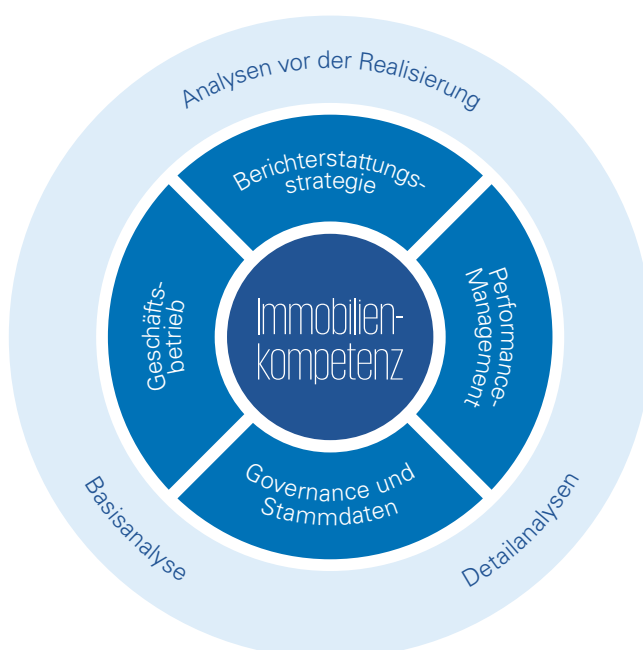 Analysen vor der Realisierung
Berichterstattungs-
strategie
Geschäfts-
betrieb
Immobilien-
kompetenz
Performance-
Management
Governance und
Stammdaten
Basisanalyse
Detailanalysen